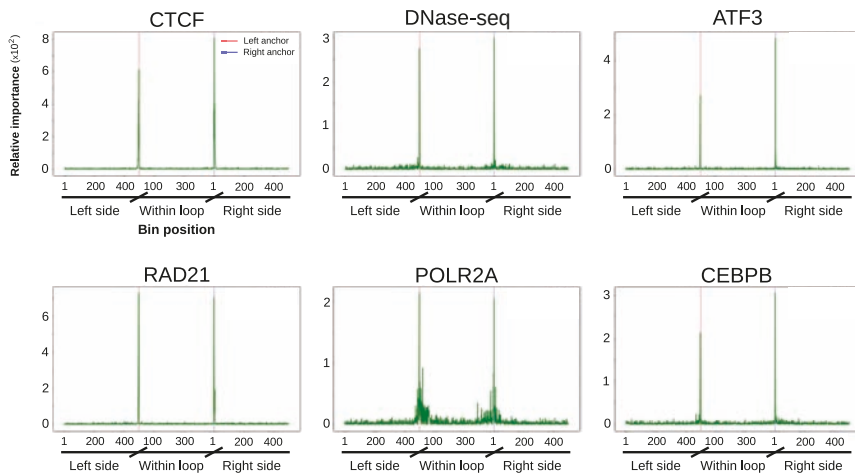 CTCF DNase-seq ATF3
Relative importance (x10²)
8
6
4
2
0
Left anchor
Right anchor
3
2
1
0
4
2
0
1 200 400 100 300 1 200 400
1 200 400 100 300 1 200 400
1 200 400 100 300 1 200 400
Left side Within loop Right side
Left side Within loop Right side
Left side Within loop Right side
Bin position
RAD21 POLR2A CEBPB
6
4
2
0
2
1
0
3
2
1
0
1 200 400 100 300 1 200 400
1 200 400 100 300 1 200 400
1 200 400 100 300 1 200 400
Left side Within loop Right side
Left side Within loop Right side
Left side Within loop Right side